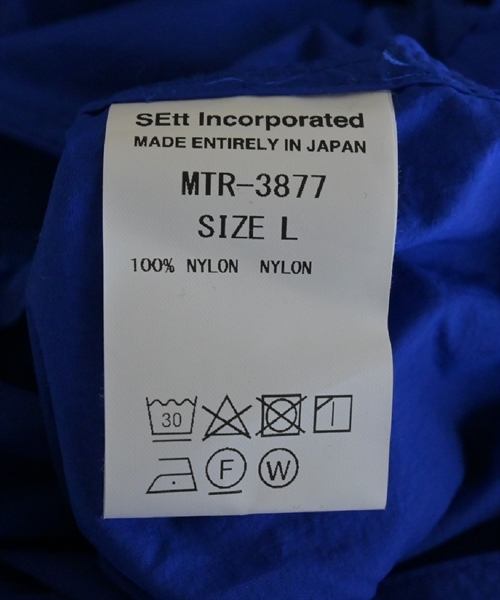 SEtt Incorporated
MADE ENTIRELY IN JAPAN
MTR-3877
SIZE L
100% NYLON NYLON
30
F W